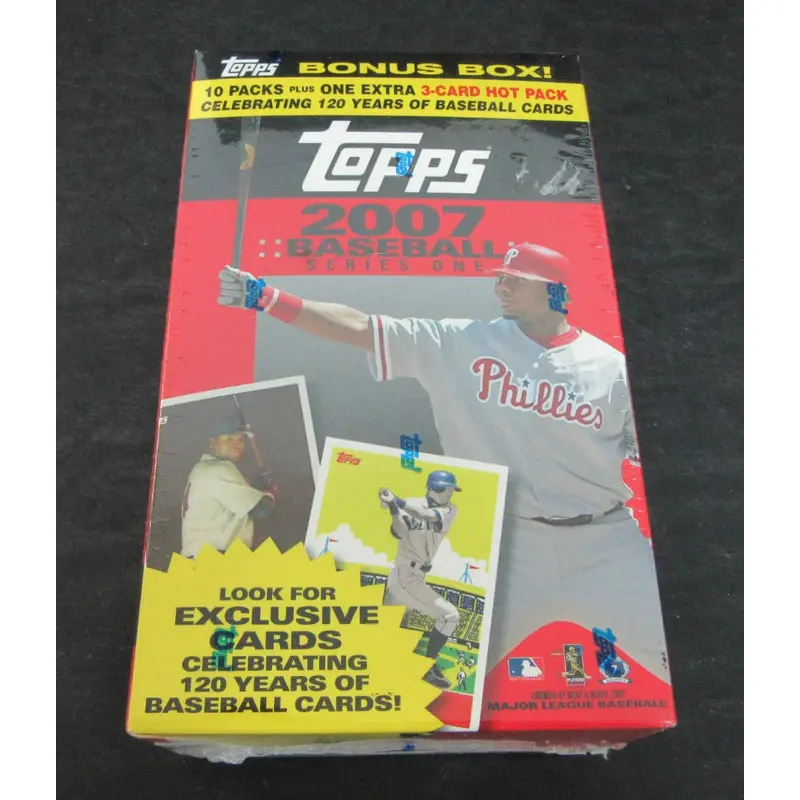 Topps BONUS BOX!
10 PACKS PLUS ONE EXTRA 3-CARD HOT PACK
CELEBRATING 120 YEARS OF BASEBALL CARDS
Topps
2007
BASEBALL
SERIES ONE
P
Phillies
Topps
LOOK FOR
EXCLUSIVE
CARDS
CELEBRATING
120 YEARS OF
BASEBALL CARDS!
MAJOR LEAGUE BASEBALL